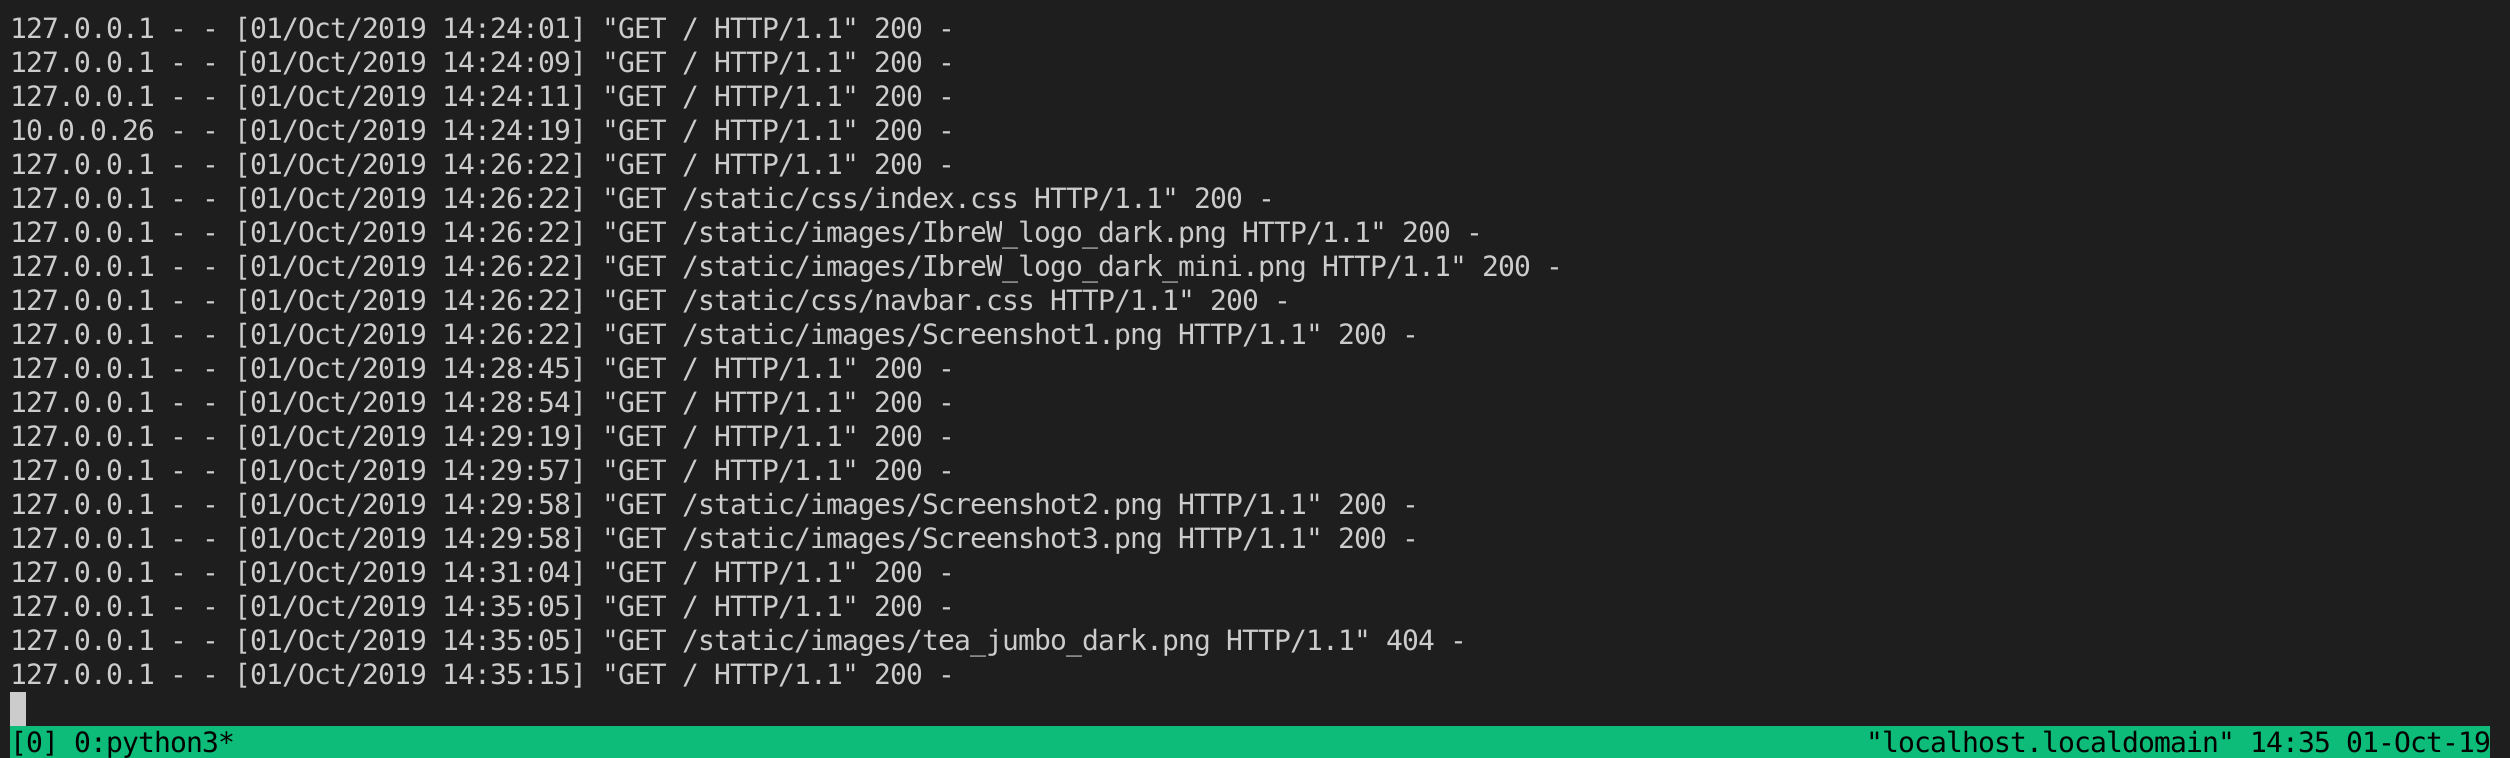 127.0.0.1 - - [01/Oct/2019 14:24:01] "GET / HTTP/1.1" 200 -
127.0.0.1 - - [01/Oct/2019 14:24:09] "GET / HTTP/1.1" 200 -
127.0.0.1 - - [01/Oct/2019 14:24:11] "GET / HTTP/1.1" 200 -
10.0.0.26 - - [01/Oct/2019 14:24:19] "GET / HTTP/1.1" 200 -
127.0.0.1 - - [01/Oct/2019 14:26:22] "GET / HTTP/1.1" 200 -
127.0.0.1 - - [01/Oct/2019 14:26:22] "GET /static/css/index.css HTTP/1.1" 200 -
127.0.0.1 - - [01/Oct/2019 14:26:22] "GET /static/images/IbreW_logo_dark.png HTTP/1.1" 200 -
127.0.0.1 - - [01/Oct/2019 14:26:22] "GET /static/images/IbreW_logo_dark_mini.png HTTP/1.1" 200 -
127.0.0.1 - - [01/Oct/2019 14:26:22] "GET /static/css/navbar.css HTTP/1.1" 200 -
127.0.0.1 - - [01/Oct/2019 14:26:22] "GET /static/images/Screenshot1.png HTTP/1.1" 200 -
127.0.0.1 - - [01/Oct/2019 14:28:45] "GET / HTTP/1.1" 200 -
127.0.0.1 - - [01/Oct/2019 14:28:54] "GET / HTTP/1.1" 200 -
127.0.0.1 - - [01/Oct/2019 14:29:19] "GET / HTTP/1.1" 200 -
127.0.0.1 - - [01/Oct/2019 14:29:57] "GET / HTTP/1.1" 200 -
127.0.0.1 - - [01/Oct/2019 14:29:58] "GET /static/images/Screenshot2.png HTTP/1.1" 200 -
127.0.0.1 - - [01/Oct/2019 14:29:58] "GET /static/images/Screenshot3.png HTTP/1.1" 200 -
127.0.0.1 - - [01/Oct/2019 14:31:04] "GET / HTTP/1.1" 200 -
127.0.0.1 - - [01/Oct/2019 14:35:05] "GET / HTTP/1.1" 200 -
127.0.0.1 - - [01/Oct/2019 14:35:05] "GET /static/images/tea_jumbo_dark.png HTTP/1.1" 404 -
127.0.0.1 - - [01/Oct/2019 14:35:15] "GET / HTTP/1.1" 200 -
[0] 0:python3* "localhost.localdomain" 14:35 01-Oct-19